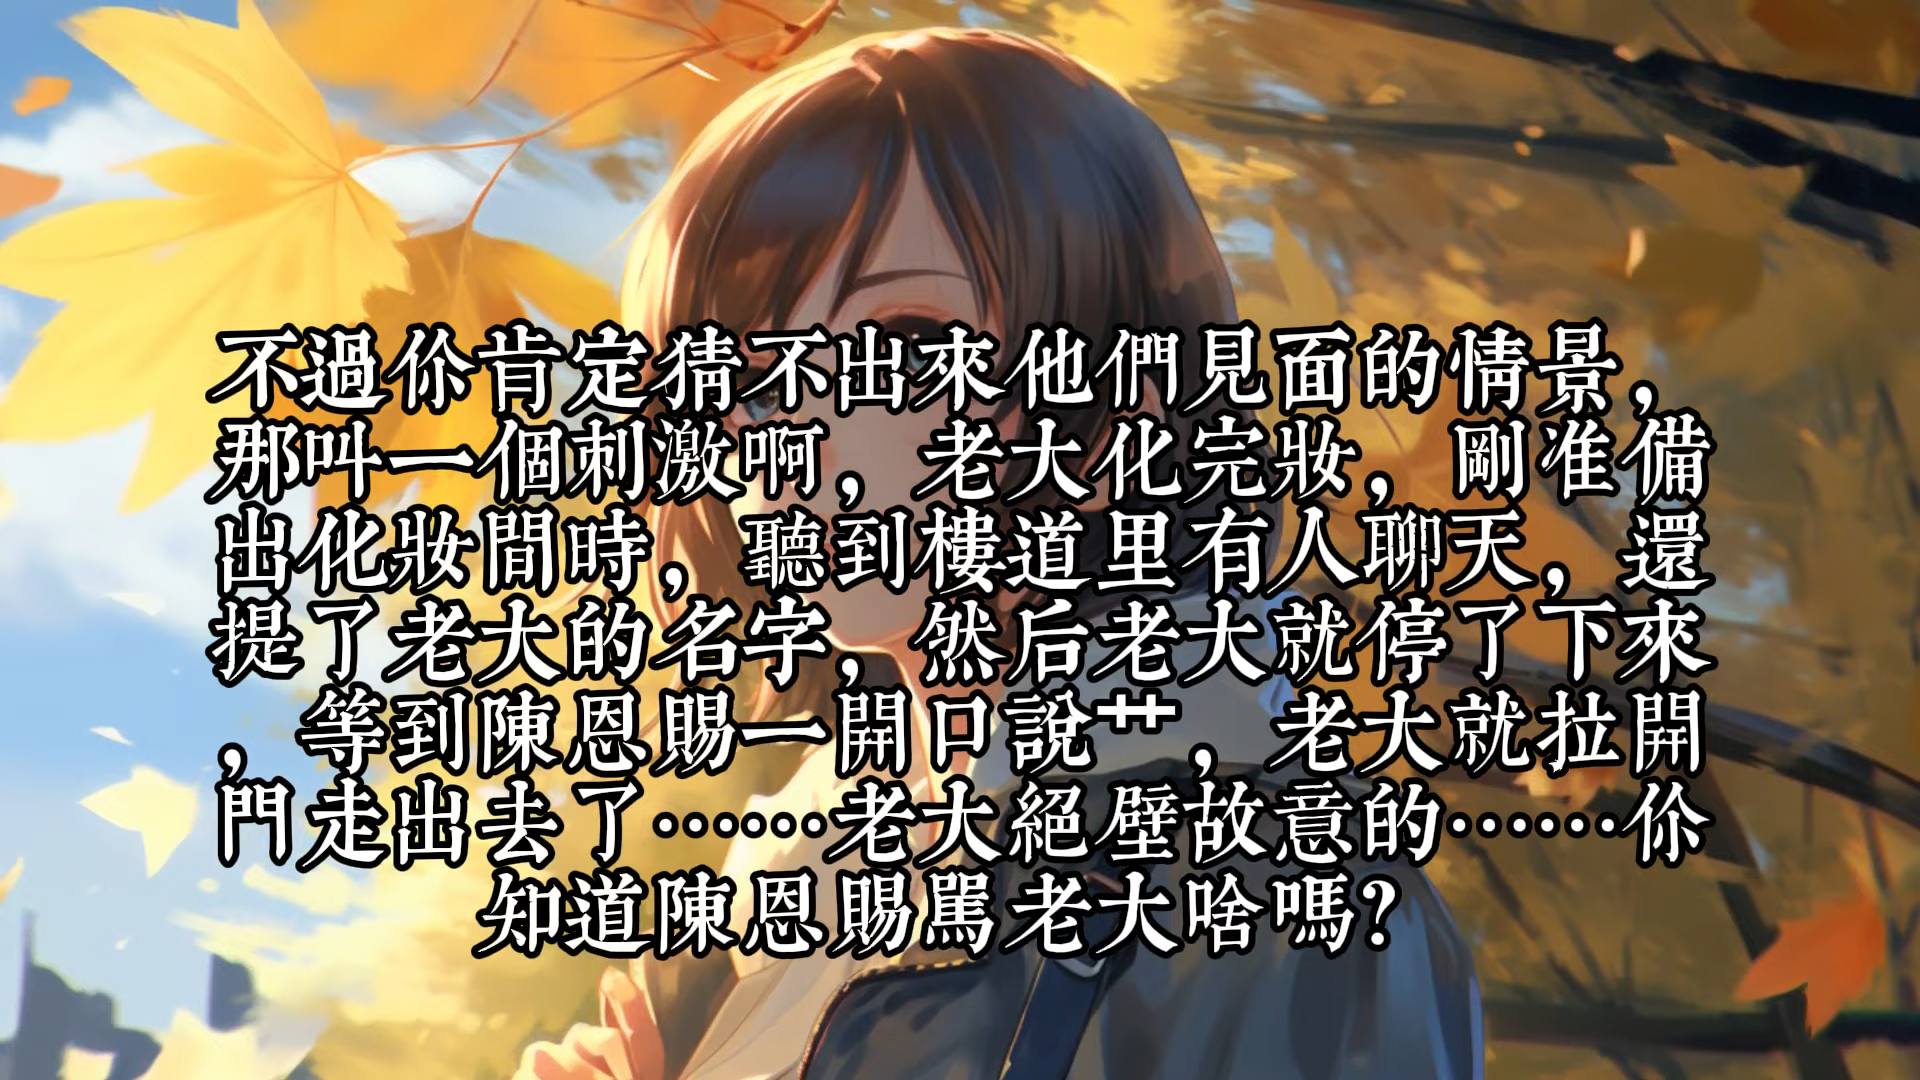 不過你肯定猜不出來他們見面的情景，
那叫一個刺激啊，老大化完妝，剛准備
出化妝間時，聽到樓道里有人聊天，還
提了老大的名字，然后老大就停了下來
，等到陳恩賜一開口說艹，老大就拉開
門走出去了……老大絕壁故意的……你
知道陳恩賜罵老大啥嗎？